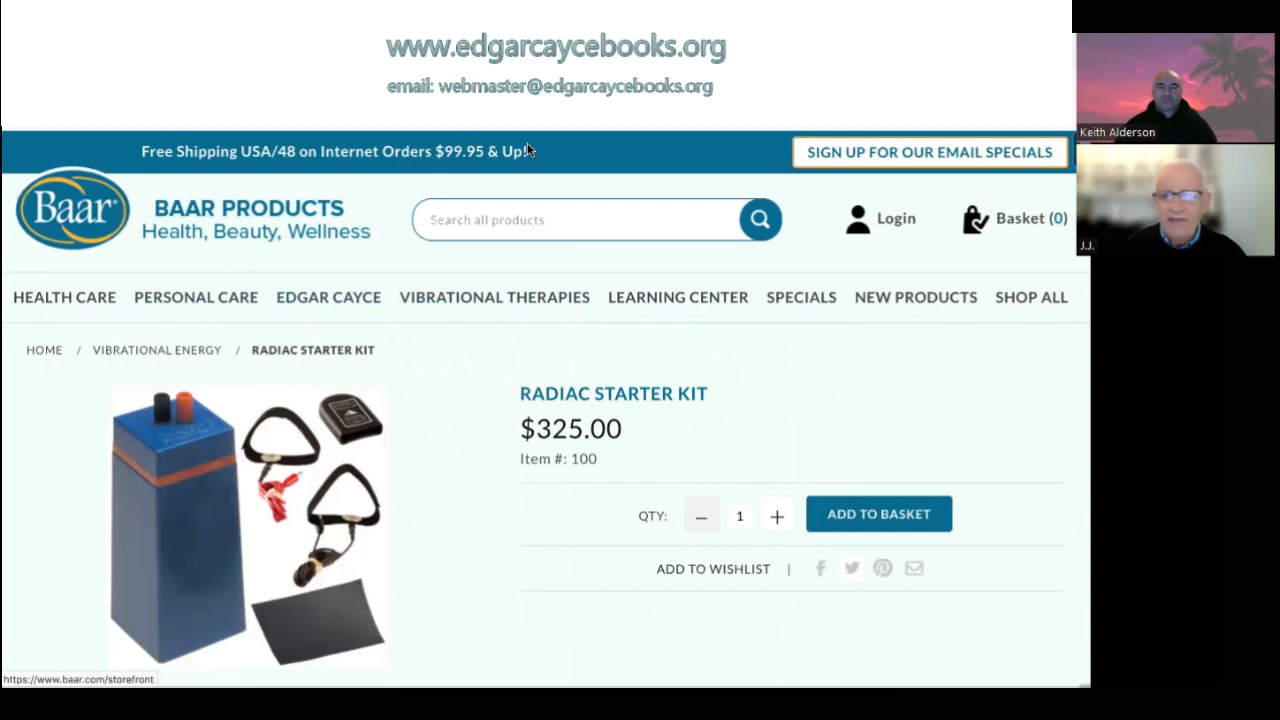 www.edgarcaycebooks.org
email: webmaster@edgarcaycebooks.org
Free Shipping USA/48 on Internet Orders $99.95 & Up!
SIGN UP FOR OUR EMAIL SPECIALS
Baar
BAAR PRODUCTS
Health, Beauty, Wellness
Search all products
Login
Basket (0)
HEALTH CARE PERSONAL CARE EDGAR CAYCE VIBRATIONAL THERAPIES LEARNING CENTER SPECIALS NEW PRODUCTS SHOP ALL
HOME / VIBRATIONAL ENERGY / RADIAC STARTER KIT
RADIAC
RADIAC STARTER KIT
$325.00
Item #: 100
QTY: – 1 + ADD TO BASKET
ADD TO WISHLIST |
https://www.baar.com/storefront
Keith Alderson
J.J.